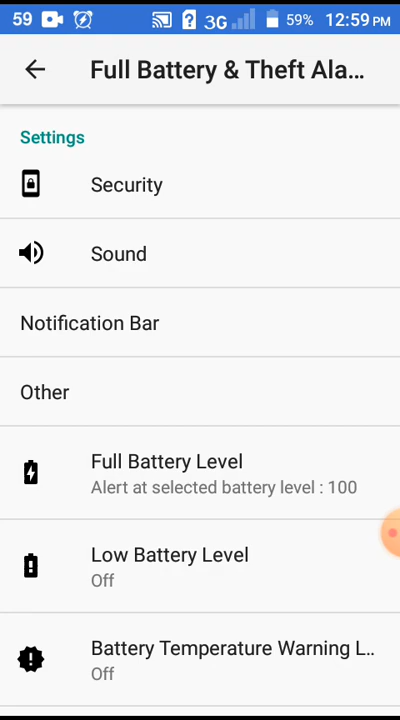 59 3G 59% 12:59 PM
Full Battery & Theft Ala...
Settings
Security
Sound
Notification Bar
Other
Full Battery Level
Alert at selected battery level : 100
Low Battery Level
Off
Battery Temperature Warning L..
Off